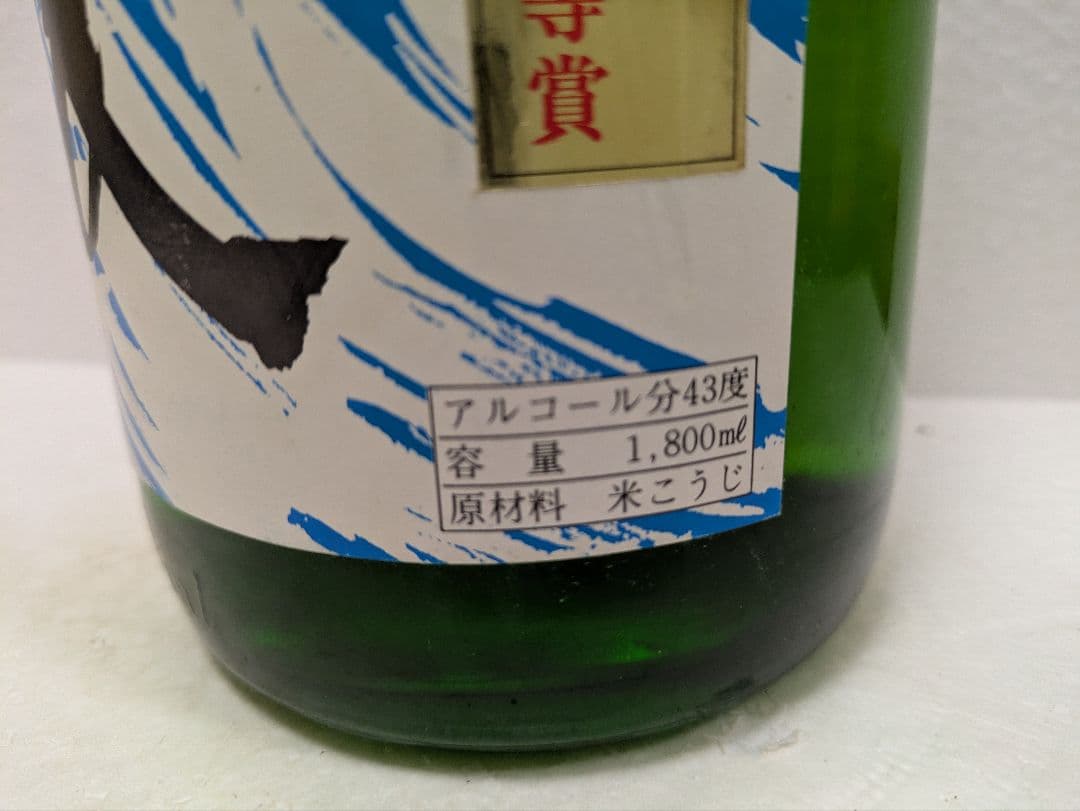 等賞
アルコール分43度
容量 1,800mℓ
原材料 米こうじ